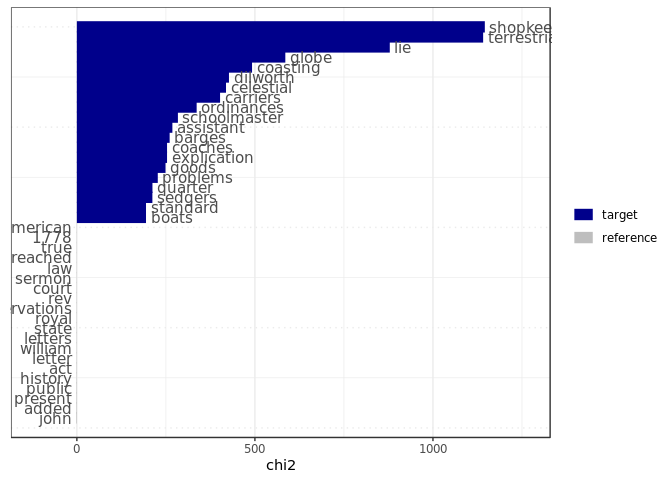 shopkee
terrestria
lie
globe
coasting
dilworth
celestial
carriers
ordinances
schoolmaster
assistant
barges
coaches
explication
goods
problems
quarter
sedgers
standard
boats
merican
1778
true
reached
law
sermon
court
rev
rvations
royal
state
letters
william
letter
act
history
public
present
added
john
target
reference
0 500 1000
chi2